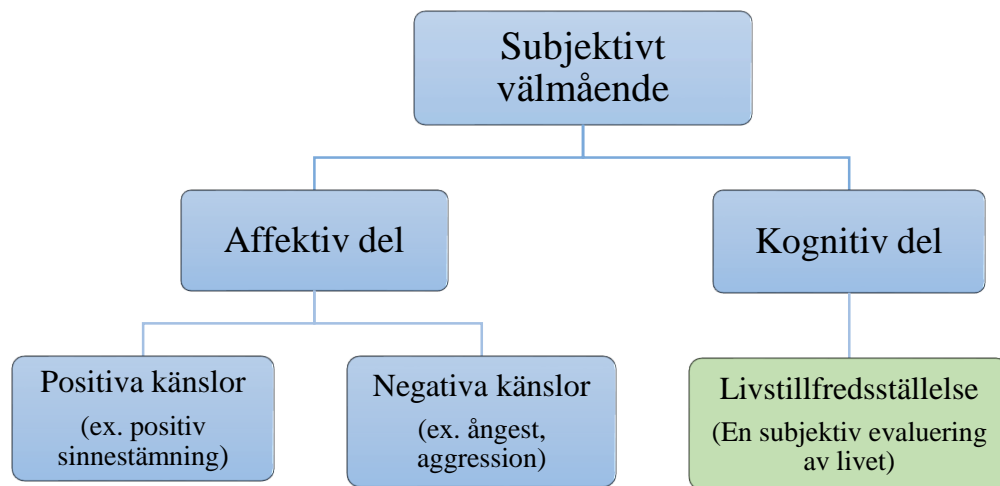 Subjektivt
välmående
Affektiv del
Kognitiv del
Positiva känslor
(ex. positiv
sinnestämning)
Negativa känslor
(ex. ångest,
aggression)
Livstillfredsställelse
(En subjektiv evaluering
av livet)